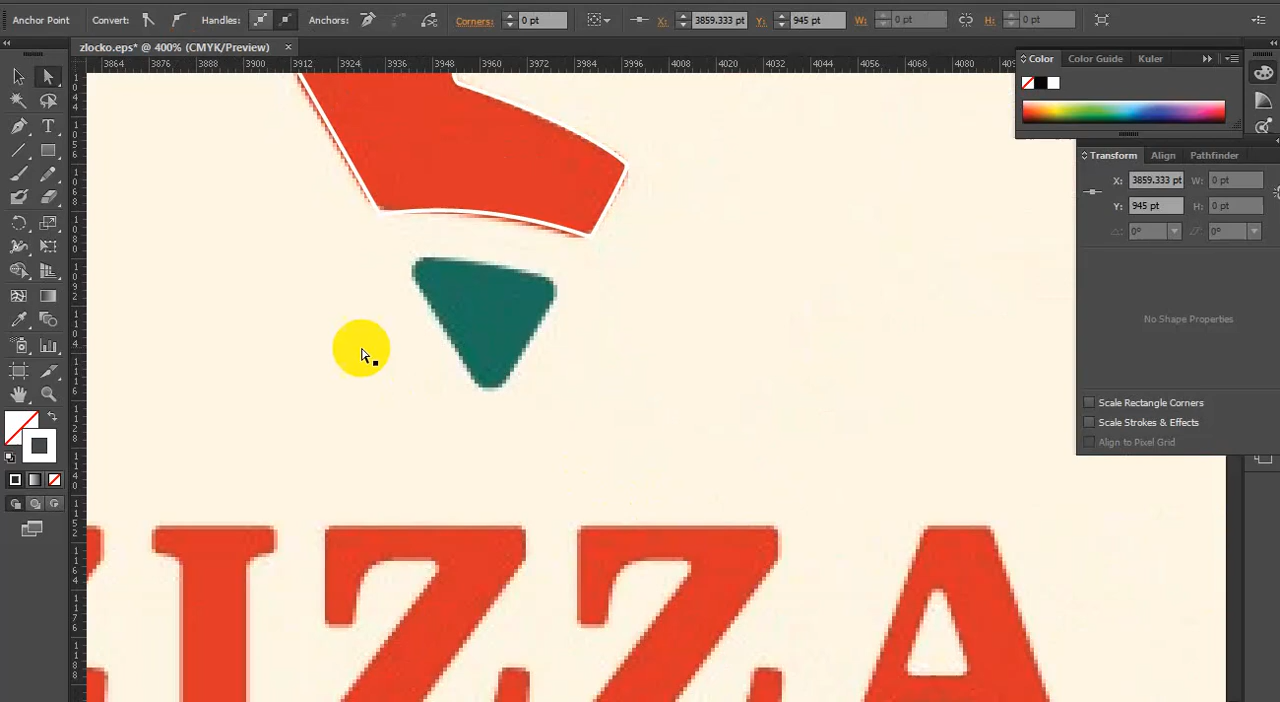 Anchor Point Convert: Handles: Anchors: Corners: 0 pt X: 3859.333 pt Y: 945 pt W: 0 pt H: 0 pt
zlocko.eps* @ 400% (CMYK/Preview) ×
3864 3876 3888 3900 3912 3924 3936 3948 3960 3972 3984 3996 4008 4020 4032 4044 4056 4068 4080
Color Color Guide Kuler
Transform Align Pathfinder
X: 3859.333 pt W: 0 pt
Y: 945 pt H: 0 pt
0° 0°
No Shape Properties
Scale Rectangle Corners
Scale Strokes & Effects
Align to Pixel Grid
IZZA